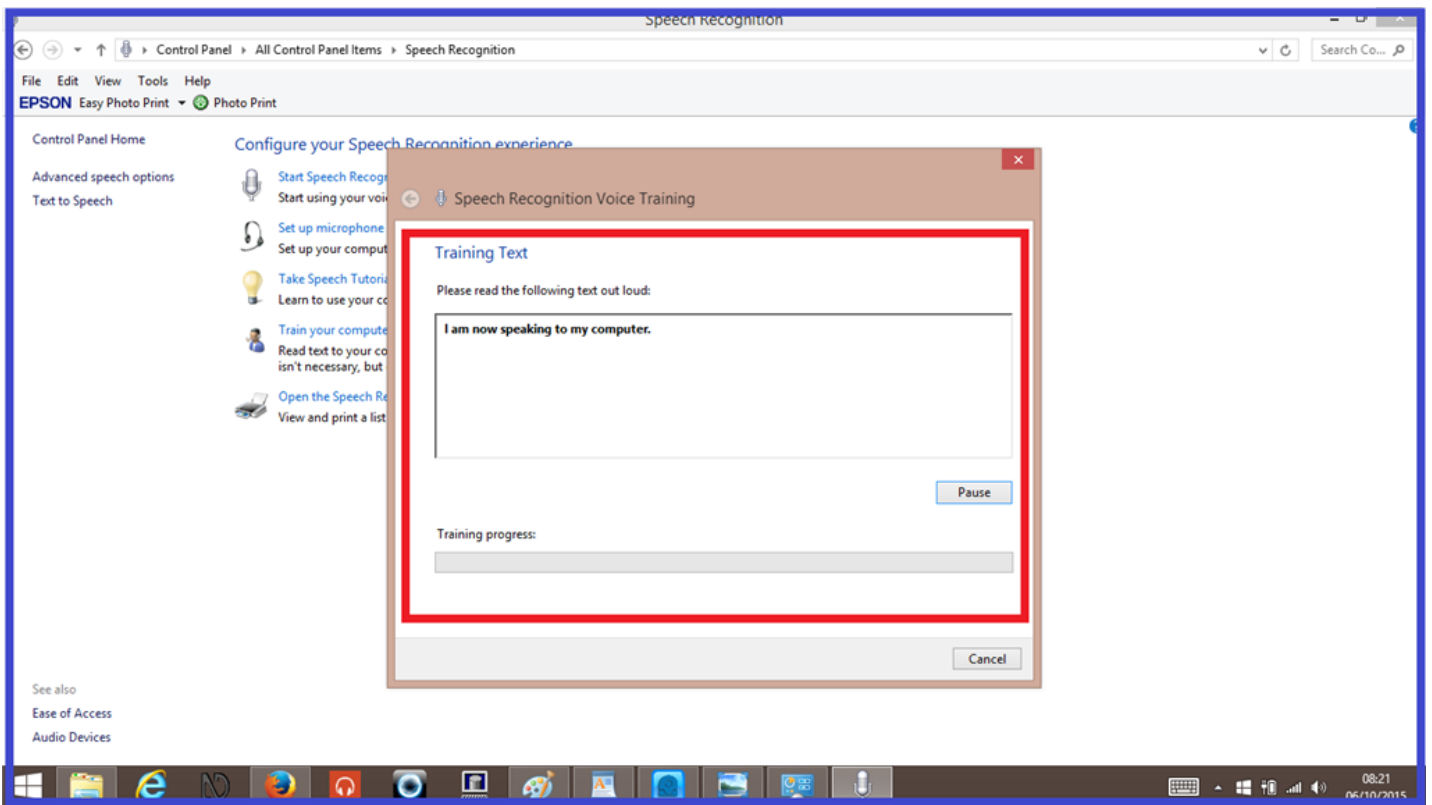 Speech Recognition
Control Panel All Control Panel Items Speech Recognition
Search Co...
File Edit View Tools Help
EPSON Easy Photo Print Photo Print
Control Panel Home
Advanced speech options
Text to Speech
Configure your Speech Recognition experience
Start Speech Recogn
Start using your voi
Set up microphone
Set up your comput
Take Speech Tutoria
Learn to use your co
Train your compute
Read text to your co
isn't necessary, but
Open the Speech Re
View and print a list
Speech Recognition Voice Training
Training Text
Please read the following text out loud:
I am now speaking to my computer.
Pause
Training progress:
Cancel
See also
Ease of Access
Audio Devices
08:21
06/10/2015